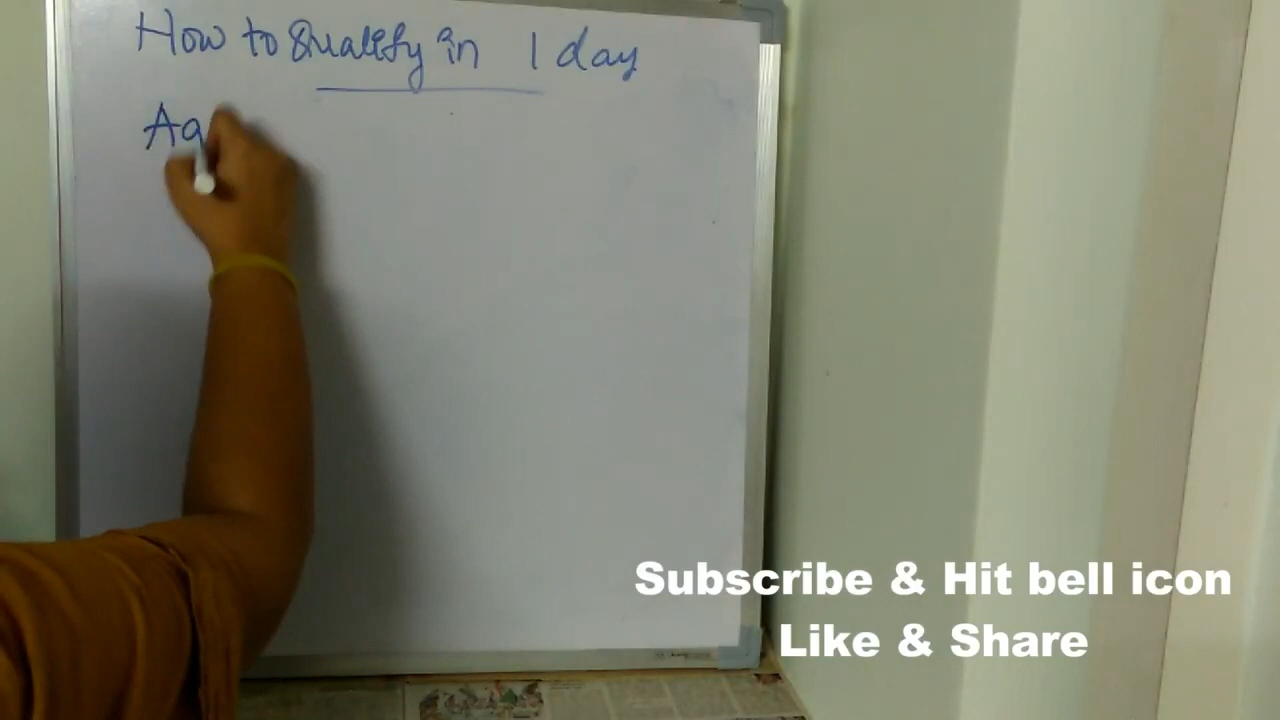 How to Qualify in 1 day
Subscribe & Hit bell icon
Like & Share